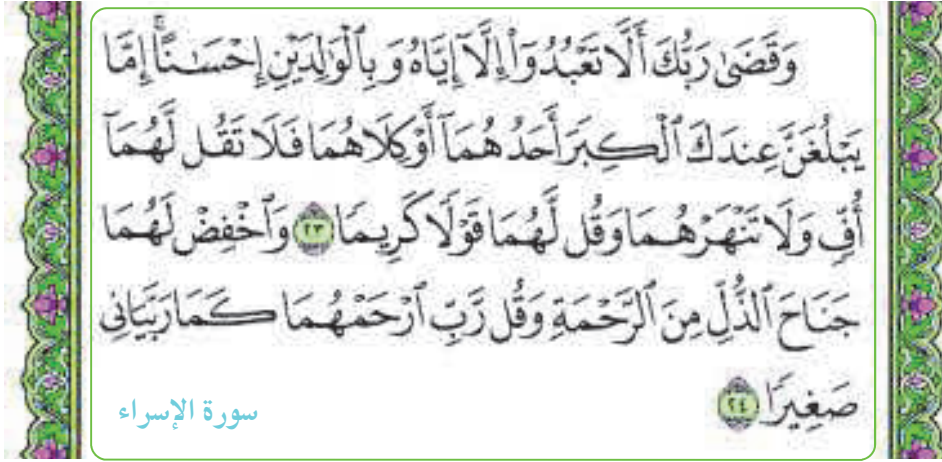 وَقَضَىٰ رَبُّكَ أَلَّا تَعْبُدُوٓا۟ إِلَّآ إِيَّاهُ وَبِٱلْوَٰلِدَيْنِ إِحْسَـٰنًا ۚ إِمَّا
يَبْلُغَنَّ عِندَكَ ٱلْكِبَرَ أَحَدُهُمَآ أَوْ كِلَاهُمَا فَلَا تَقُل لَّهُمَآ
أُفٍّ وَلَا تَنْهَرْهُمَا وَقُل لَّهُمَا قَوْلًا كَرِيمًا ٢٣ وَٱخْفِضْ لَهُمَا
جَنَاحَ ٱلذُّلِّ مِنَ ٱلرَّحْمَةِ وَقُل رَّبِّ ٱرْحَمْهُمَا كَمَا رَبَّيَانِى
صَغِيرًا ٢٤
سورة الإسراء